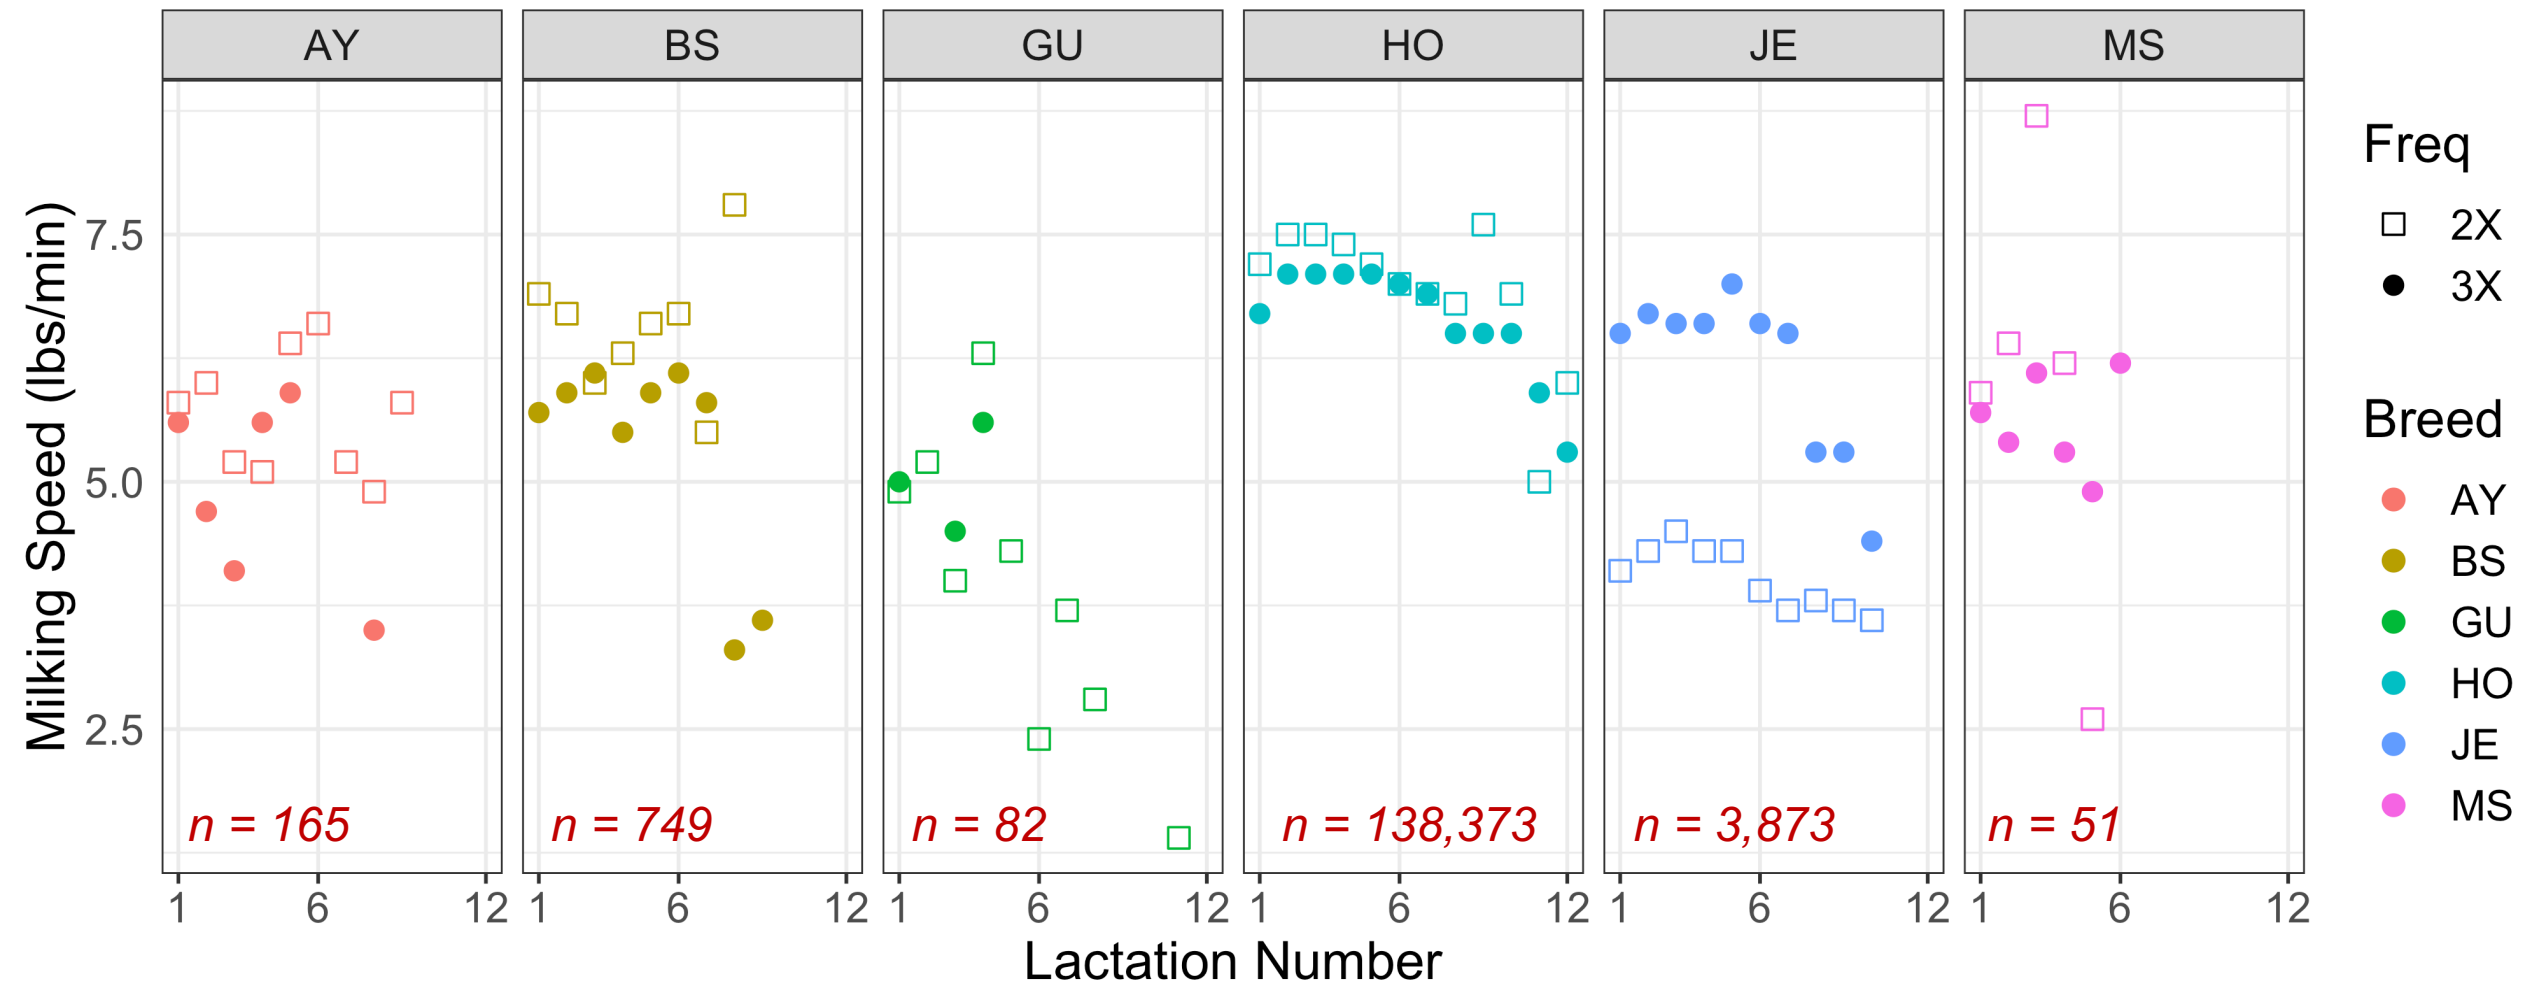 AY BS GU HO JE MS
Milking Speed (lbs/min)
7.5
5.0
2.5
n = 165 n = 749 n = 82 n = 138,373 n = 3,873 n = 51
1 6 12 1 6 12 1 6 12 1 6 12 1 6 12 1 6 12
Lactation Number
Freq
2X
3X
Breed
AY
BS
GU
HO
JE
MS